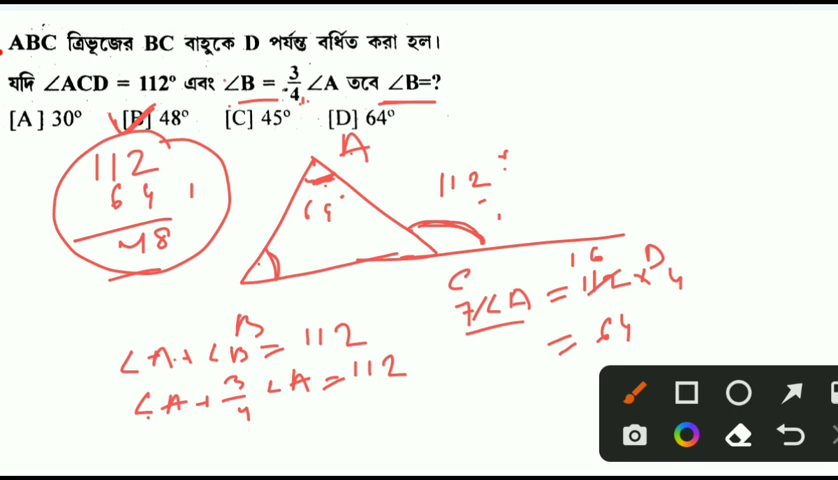 ABC ত্রিভূজের BC বাহুকে D পর্যন্ত বর্ধিত করা হল।
যদি ∠ACD = 112° এবং ∠B = 3/4 ∠A তবে ∠B=?
[A] 30° [B] 48° [C] 45° [D] 64°
112
64
48
A
112
B
C
D
∠A + ∠B = 112
∠A + 3/4 ∠A = 112
7∠A = 112 × 4
16
= 64